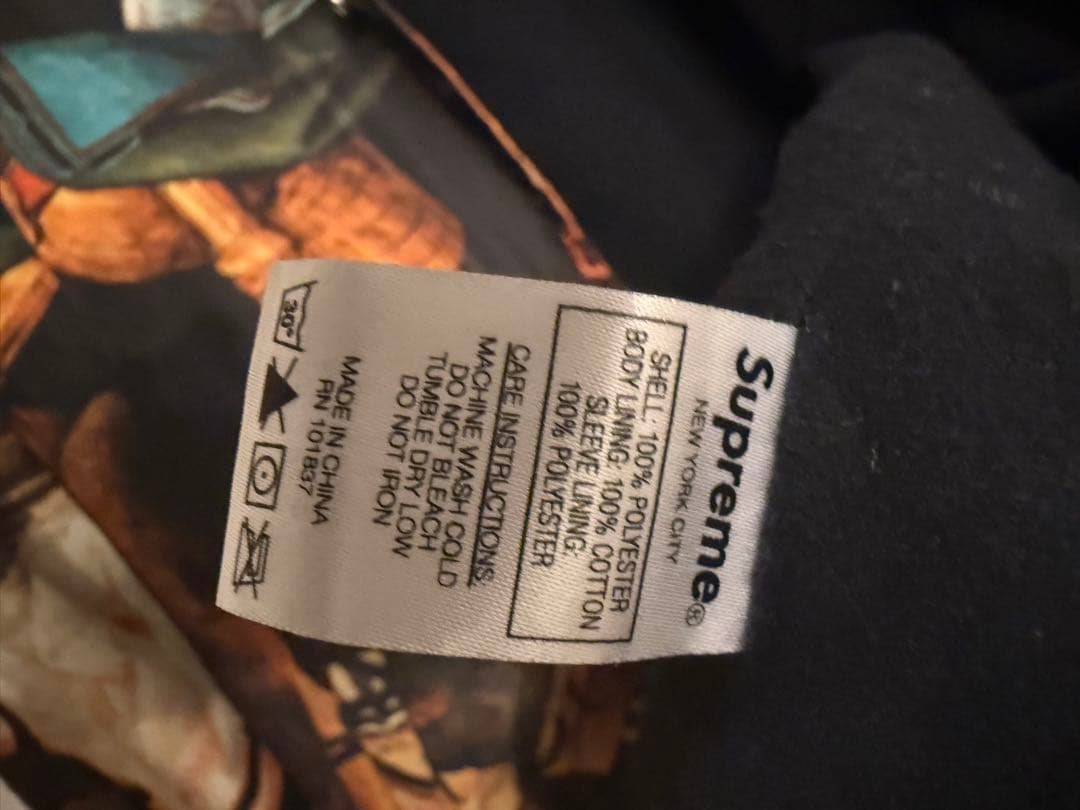 Supreme®
NEW YORK CITY
SHELL: 100% POLYESTER
BODY LINING: 100% COTTON
SLEEVE LINING:
100% POLYESTER
CARE INSTRUCTIONS
MACHINE WASH COLD
DO NOT BLEACH
TUMBLE DRY LOW
DO NOT IRON
MADE IN CHINA
RN 101837
30°